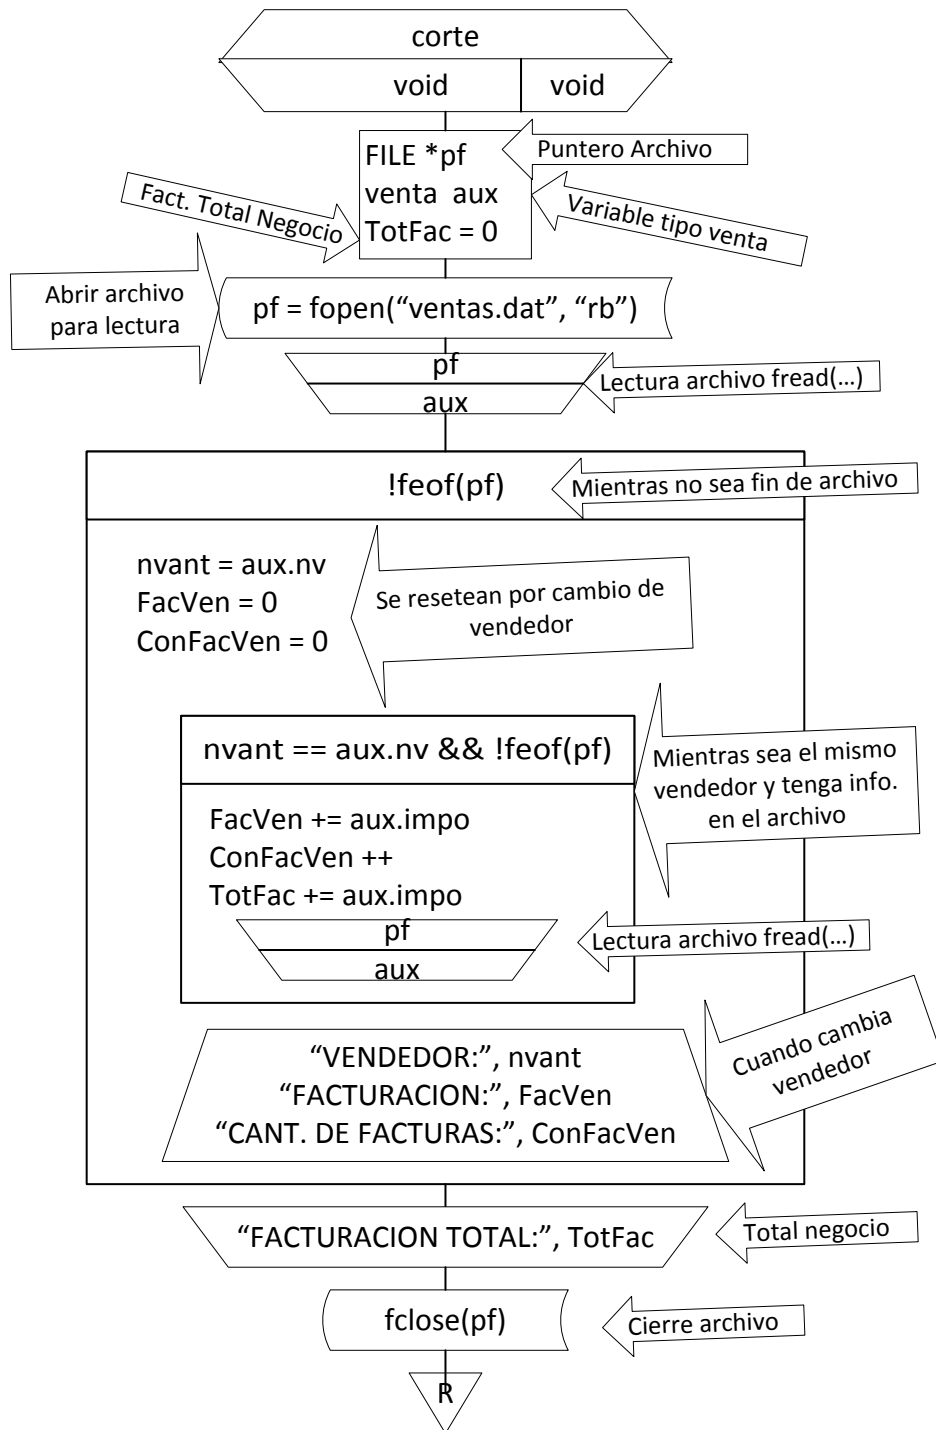 corte
void void
FILE *pf
venta aux
TotFac = 0
Puntero Archivo
Fact. Total Negocio
Variable tipo venta
Abrir archivo
para lectura
pf = fopen(“ventas.dat”, “rb”)
pf
aux
Lectura archivo fread(...)
!feof(pf)
Mientras no sea fin de archivo
nvant = aux.nv
FacVen = 0
ConFacVen = 0
Se resetean por cambio de
vendedor
nvant == aux.nv && !feof(pf)
Mientras sea el mismo
vendedor y tenga info.
en el archivo
FacVen += aux.impo
ConFacVen ++
TotFac += aux.impo
pf
aux
Lectura archivo fread(...)
“VENDEDOR:”, nvant
“FACTURACION:”, FacVen
“CANT. DE FACTURAS:”, ConFacVen
Cuando cambia
vendedor
“FACTURACION TOTAL:”, TotFac
Total negocio
fclose(pf)
Cierre archivo
R